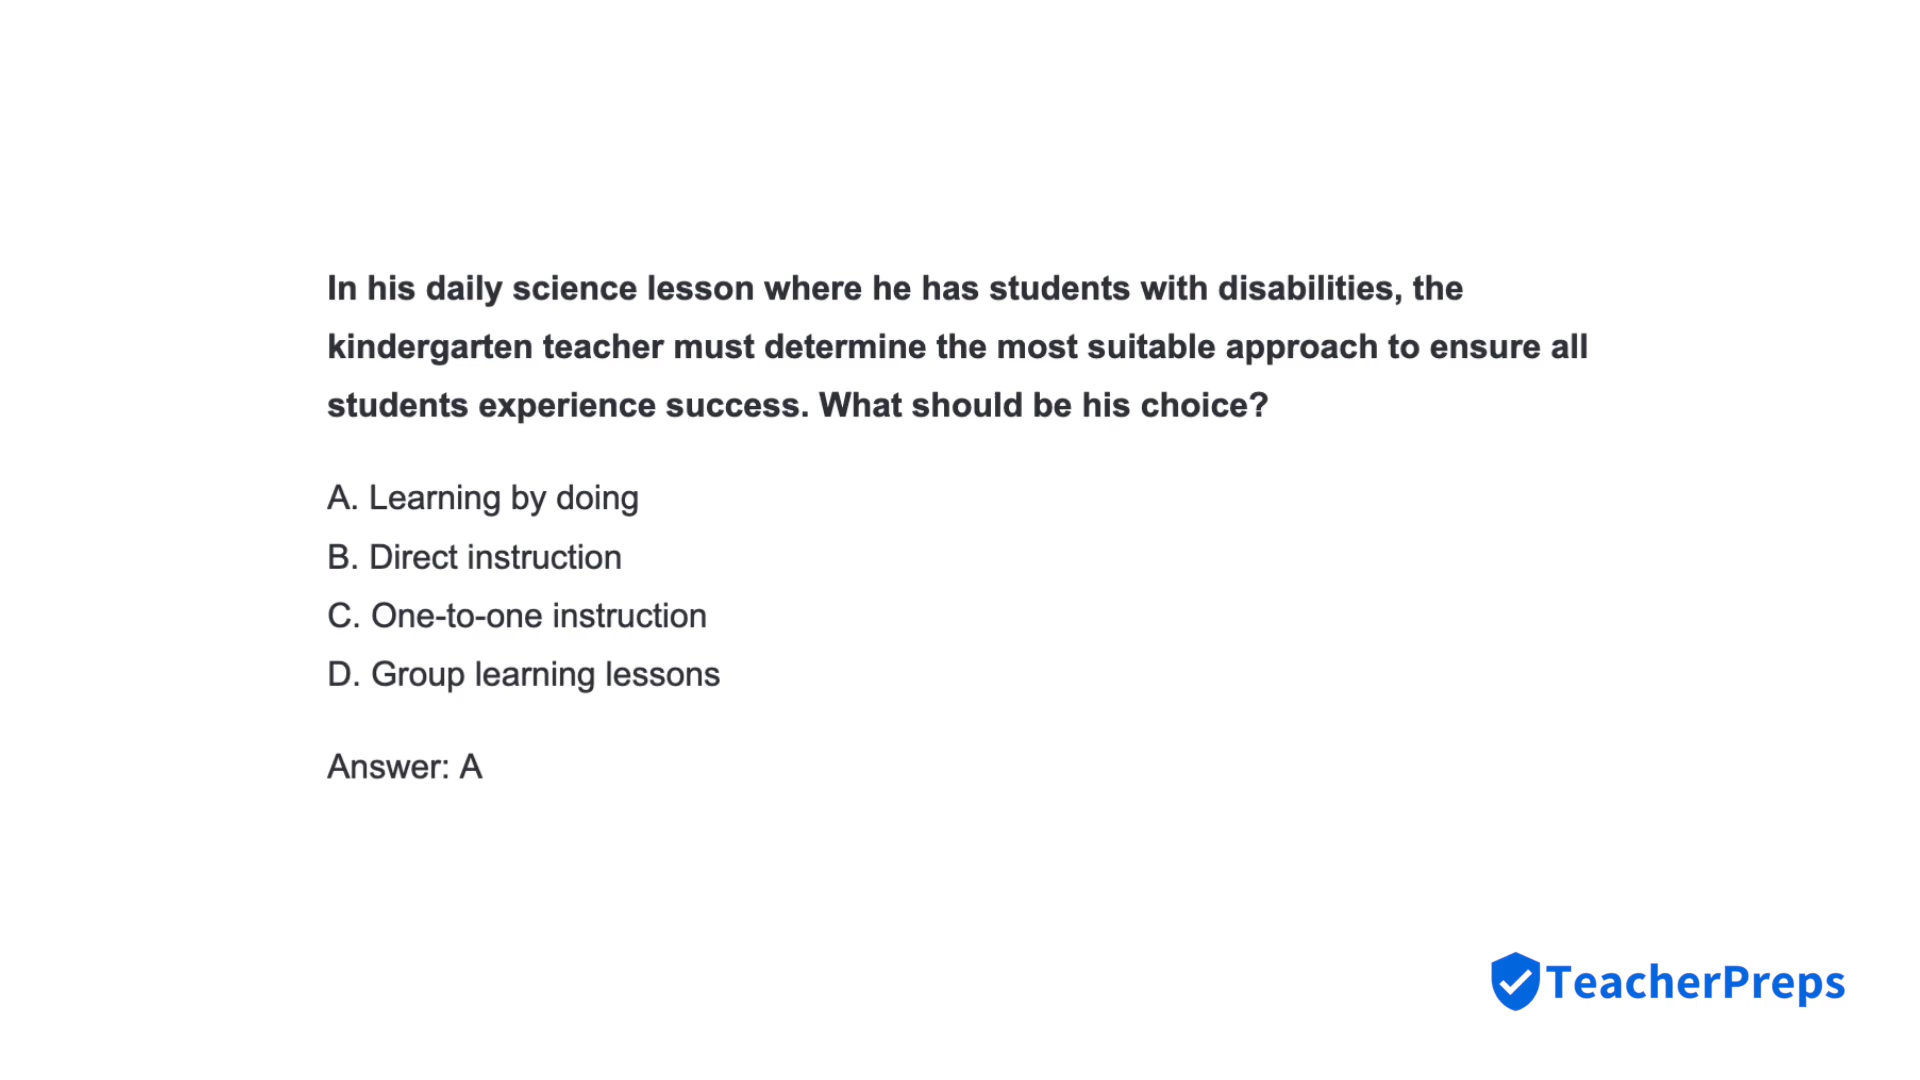 In his daily science lesson where he has students with disabilities, the
kindergarten teacher must determine the most suitable approach to ensure all
students experience success. What should be his choice?
A. Learning by doing
B. Direct instruction
C. One-to-one instruction
D. Group learning lessons
Answer: A
TeacherPreps